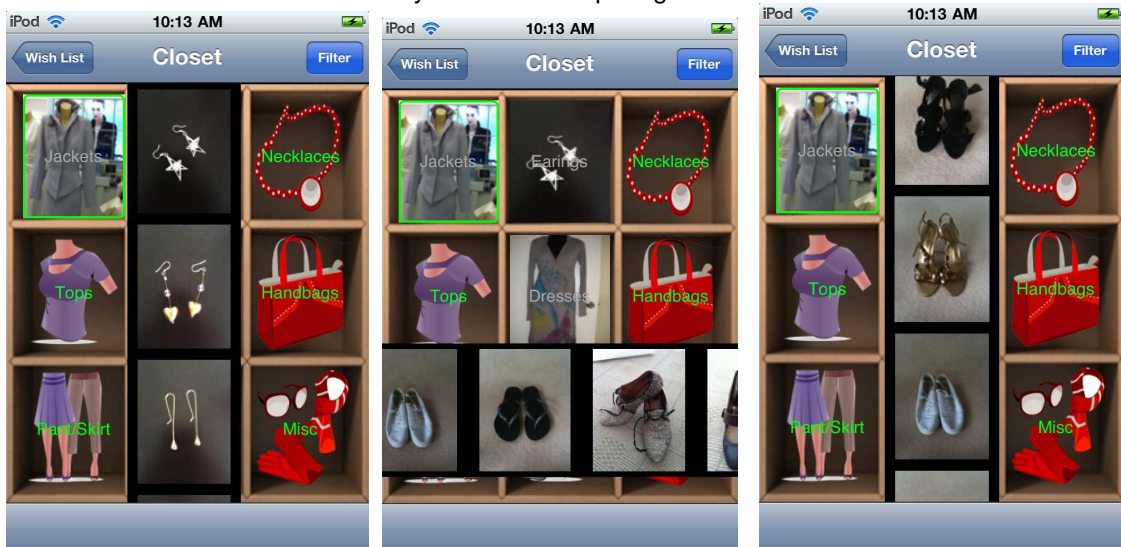 iPod 10:13 AM
Wish List Closet Filter
Jackets Necklaces
Tops Handbags
Pant/Skirt Misc
iPod 10:13 AM
Wish List Closet Filter
Jackets Earings Necklaces
Tops Dresses Handbags
iPod 10:13 AM
Wish List Closet Filter
Jackets Necklaces
Tops Handbags
Pant/Skirt Misc